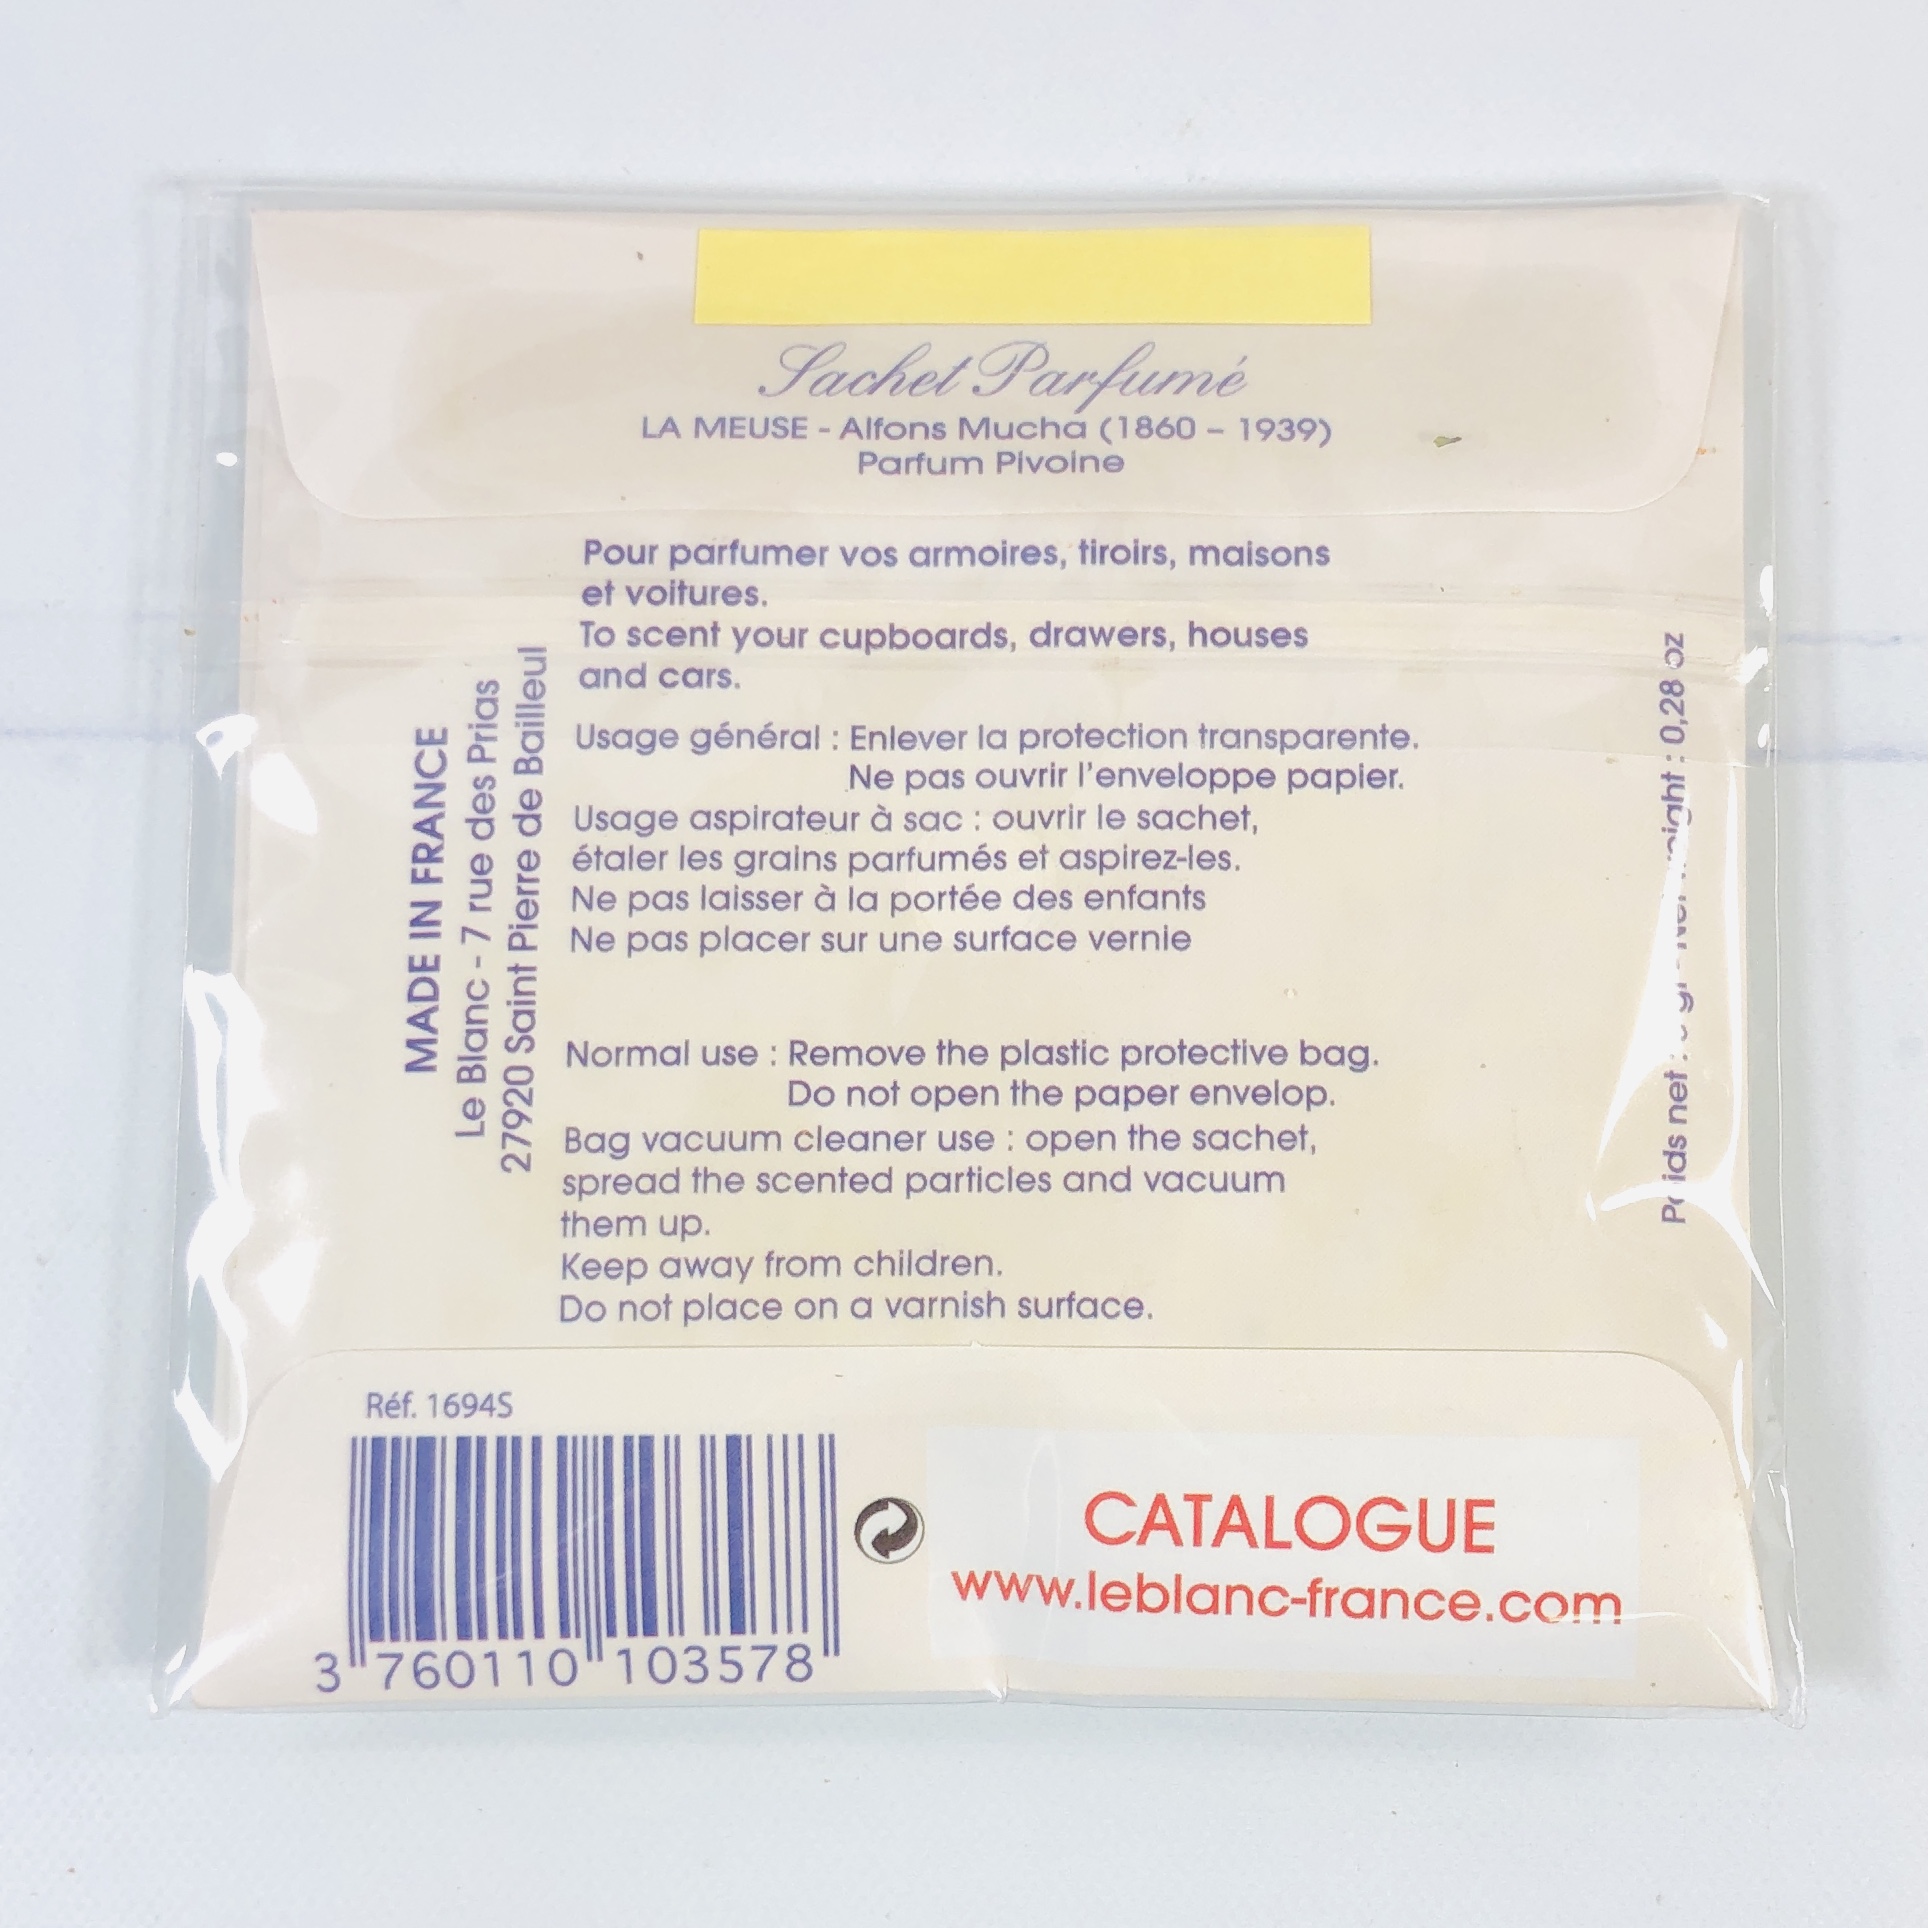 Sachet Parfumé
LA MEUSE - Alfons Mucha (1860 – 1939)
Parfum Pivoine
Pour parfumer vos armoires, tiroirs, maisons
et voitures.
To scent your cupboards, drawers, houses
and cars.
Usage général : Enlever la protection transparente.
Ne pas ouvrir l'enveloppe papier.
Usage aspirateur à sac : ouvrir le sachet,
étaler les grains parfumés et aspirez-les.
Ne pas laisser à la portée des enfants
Ne pas placer sur une surface vernie
Normal use : Remove the plastic protective bag.
Do not open the paper envelop.
Bag vacuum cleaner use : open the sachet,
spread the scented particles and vacuum
them up.
Keep away from children.
Do not place on a varnish surface.
MADE IN FRANCE
Le Blanc - 7 rue des Prias
27920 Saint Pierre de Bailleul
Poids net : : 0,28 oz
Réf. 1694S
3 760110 103578
CATALOGUE
www.leblanc-france.com